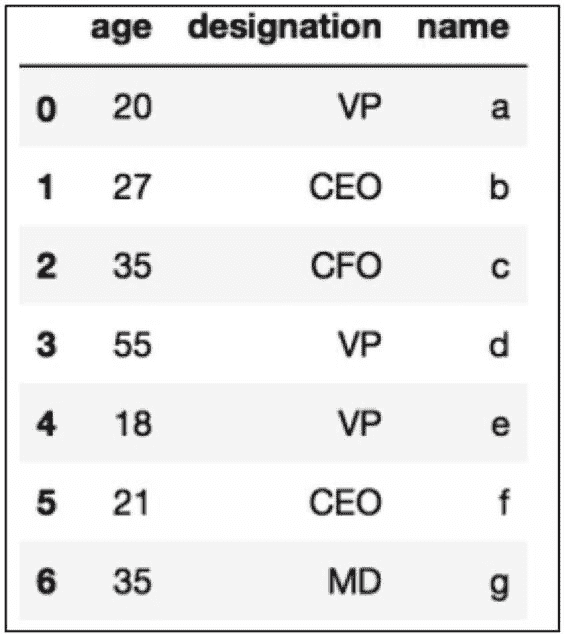 age designation name
0 20 VP a
1 27 CEO b
2 35 CFO c
3 55 VP d
4 18 VP e
5 21 CEO f
6 35 MD g